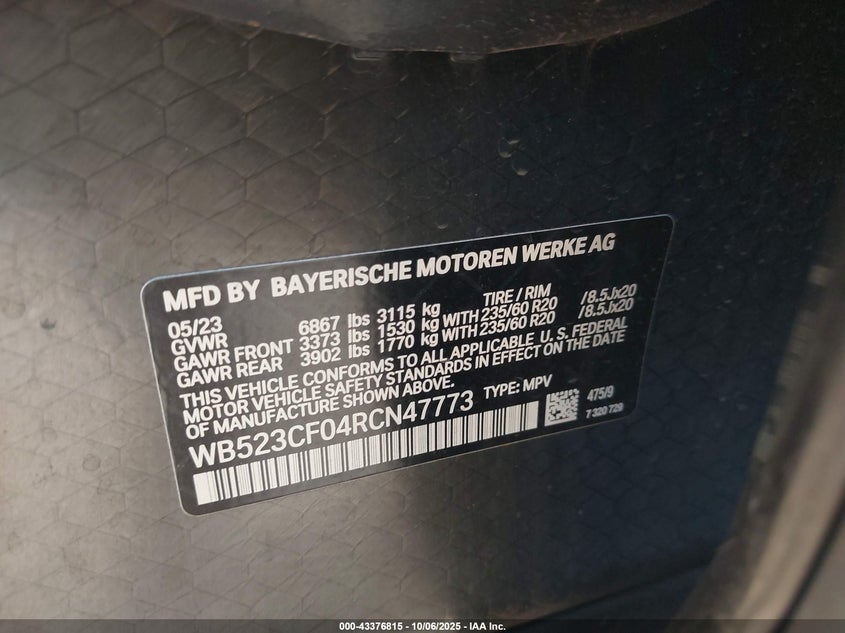 MFD BY BAYERISCHE MOTOREN WERKE AG
05/23 TIRE / RIM
GVWR 6867 lbs 3115 kg
GAWR FRONT 3373 lbs 1530 kg WITH 235/60 R20 /8.5Jx20
GAWR REAR 3902 lbs 1770 kg WITH 235/60 R20 /8.5Jx20
THIS VEHICLE CONFORMS TO ALL APPLICABLE U.S. FEDERAL
MOTOR VEHICLE SAFETY STANDARDS IN EFFECT ON THE DATE
OF MANUFACTURE SHOWN ABOVE.
WB523CF04RCN47773 TYPE: MPV
475/9
7 320 729
000-43376815 - 10/06/2025 - IAA Inc.